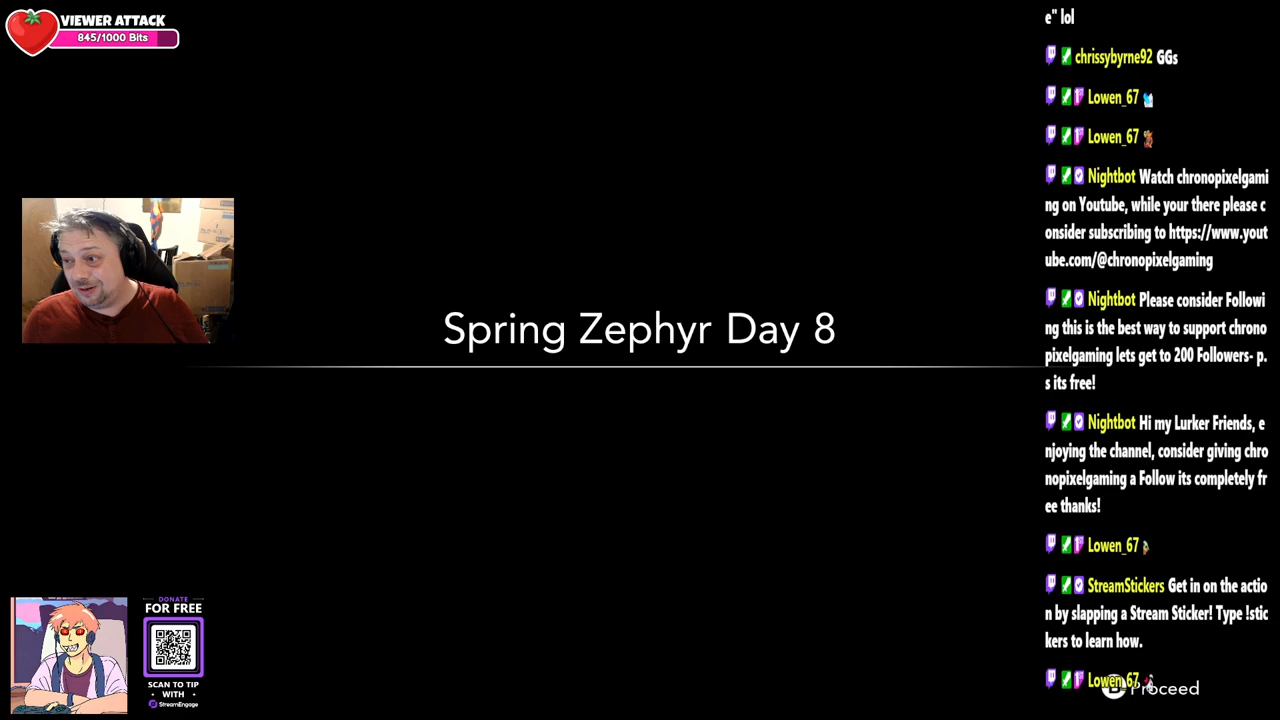 VIEWER ATTACK
845/1000 Bits
e" lol
chrissybyrne92 GGs
Lowen_67
Lowen_67
Nightbot Watch chronopixelgami
ng on Youtube, while your there please c
onsider subscribing to https://www.yout
ube.com/@chronopixelgaming
Nightbot Please consider Followi
ng this is the best way to support chrono
pixelgaming lets get to 200 Followers- p.
s its free!
Nightbot Hi my Lurker Friends, e
njoying the channel, consider giving chro
nopixelgaming a Follow its completely fr
ee thanks!
Lowen_67
StreamStickers Get in on the actio
n by slapping a Stream Sticker! Type !stic
kers to learn how.
Lowen_67
Proceed
Spring Zephyr Day 8
DONATE
FOR FREE
SCAN TO TIP
WITH
StreamEngage